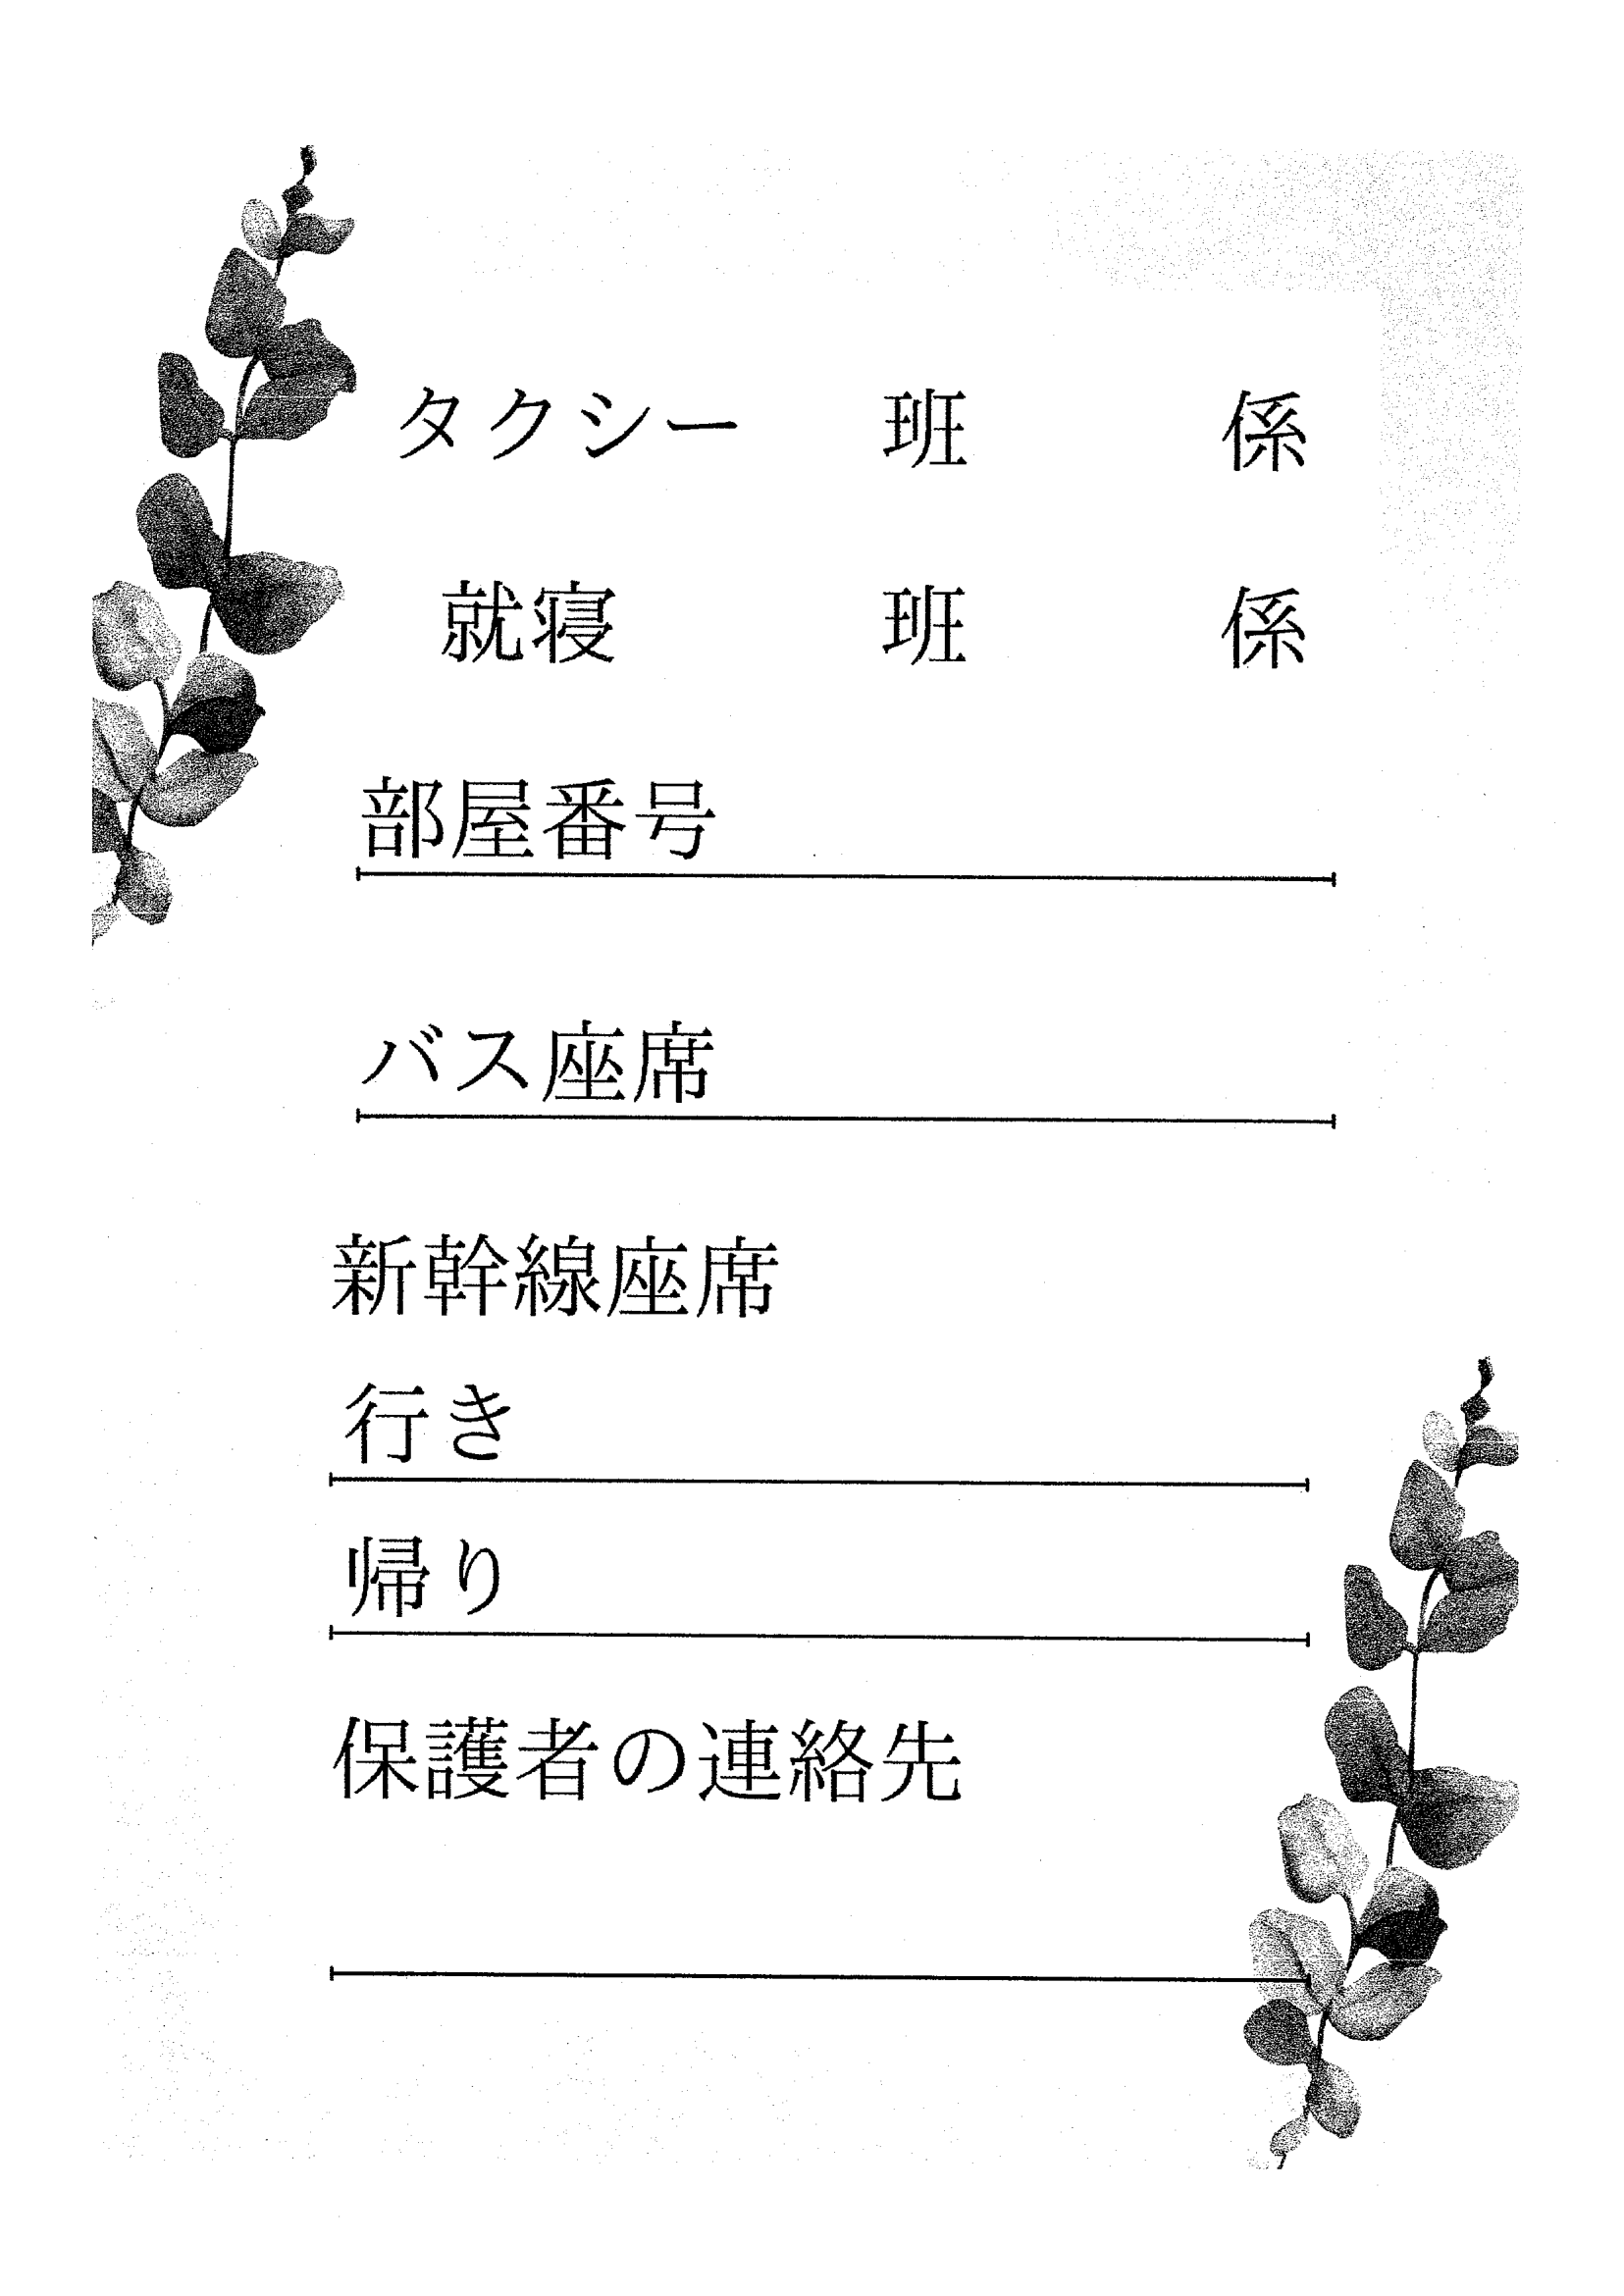 タクシー　班　係
就寝　班　係
部屋番号
バス座席
新幹線座席
行き
帰り
保護者の連絡先